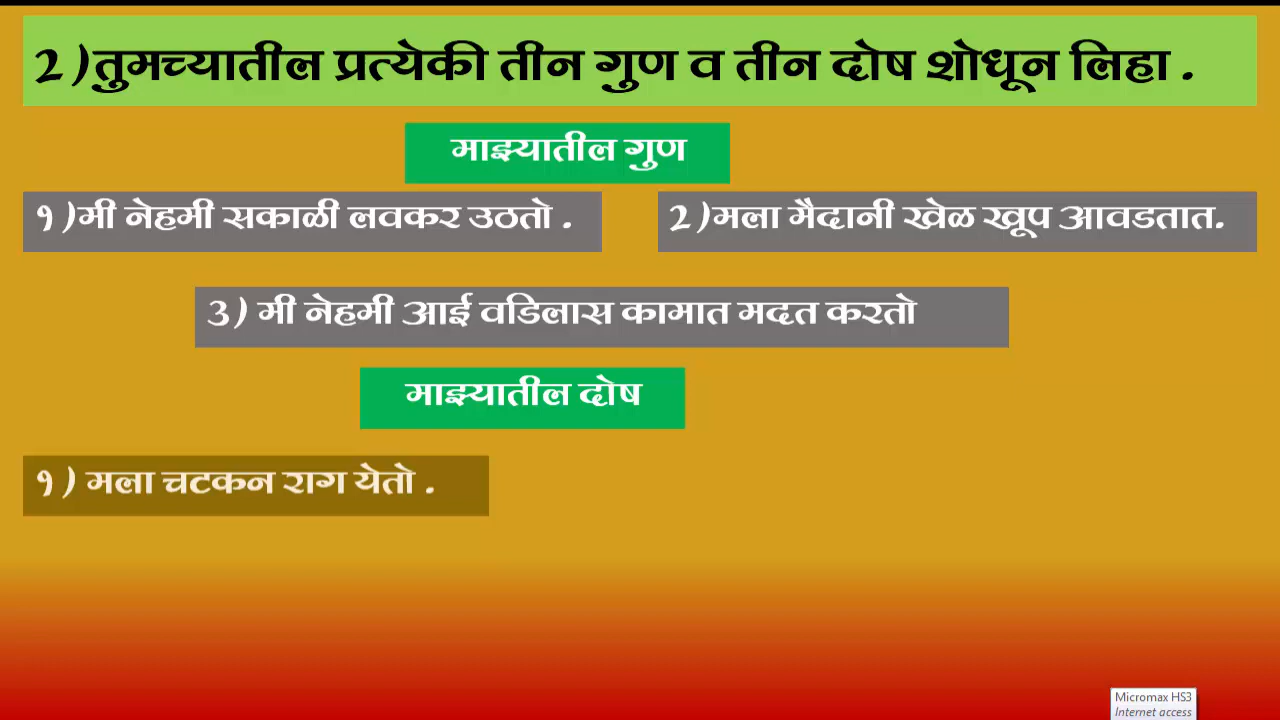 2)तुमच्यातील प्रत्येकी तीन गुण व तीन दोष शोधून लिहा .
माझ्यातील गुण
१)मी नेहमी सकाळी लवकर उठतो .
2)मला मैदानी खेळ खूप आवडतात.
3) मी नेहमी आई वडिलास कामात मदत करतो
माझ्यातील दोष
१) मला चटकन राग येतो .
Micromax HS3
Internet access